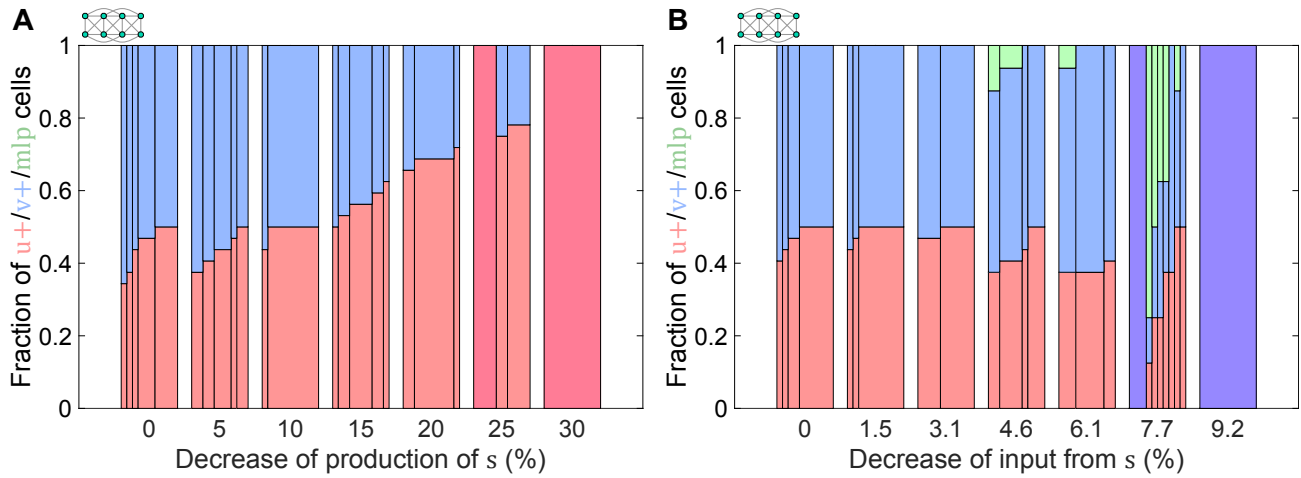 A
B
1
0.8
0.6
0.4
0.2
0
Fraction of u+/v+/mlp cells
0 5 10 15 20 25 30
Decrease of production of s (%)
1
0.8
0.6
0.4
0.2
0
Fraction of u+/v+/mlp cells
0 1.5 3.1 4.6 6.1 7.7 9.2
Decrease of input from s (%)